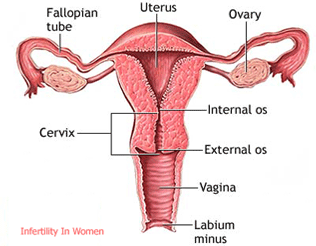 Fallopian
tube
Uterus
Ovary
Internal os
Cervix
External os
Vagina
Labium
minus
Infertility In Women